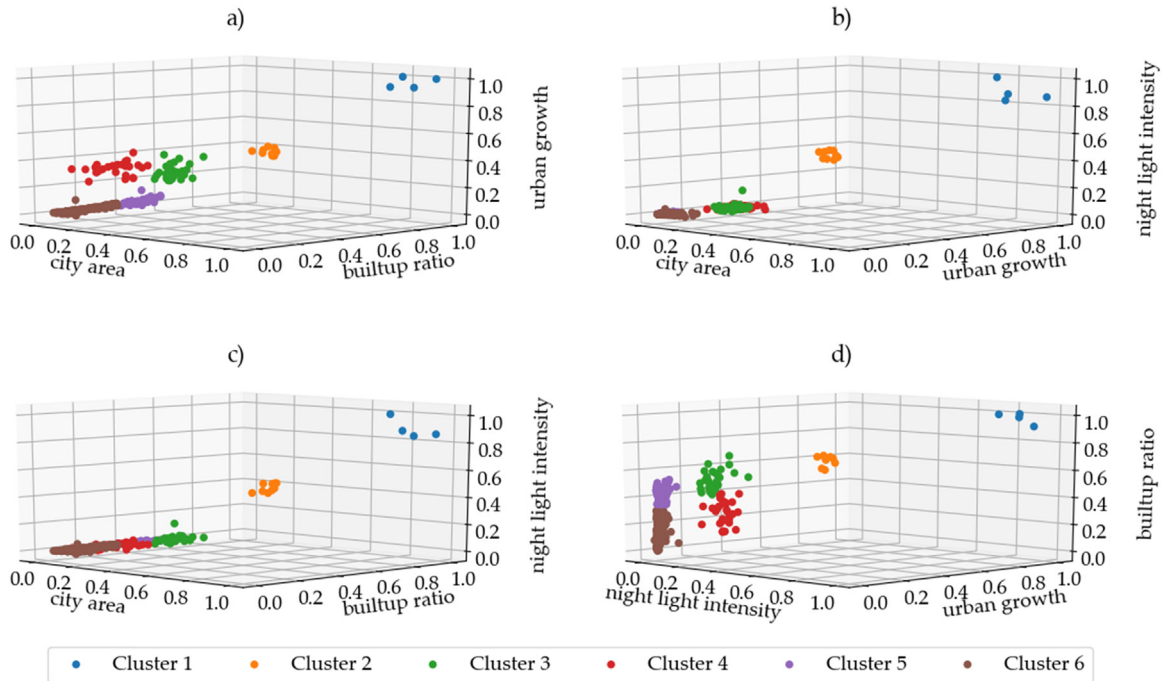 a)
1.0
0.8
0.6
0.4
0.2
0.0
urban growth
0.0 0.2 0.4 0.6 0.8 1.0
city area
0.0 0.2 0.4 0.6 0.8 1.0
builtup ratio
b)
1.0
0.8
0.6
0.4
0.2
0.0
night light intensity
0.0 0.2 0.4 0.6 0.8 1.0
city area
0.0 0.2 0.4 0.6 0.8 1.0
urban growth
c)
1.0
0.8
0.6
0.4
0.2
0.0
night light intensity
0.0 0.2 0.4 0.6 0.8 1.0
city area
0.0 0.2 0.4 0.6 0.8 1.0
builtup ratio
d)
1.0
0.8
0.6
0.4
0.2
0.0
builtup ratio
0.0 0.2 0.4 0.6 0.8 1.0
night light intensity
0.0 0.2 0.4 0.6 0.8 1.0
urban growth
Cluster 1 Cluster 2 Cluster 3 Cluster 4 Cluster 5 Cluster 6